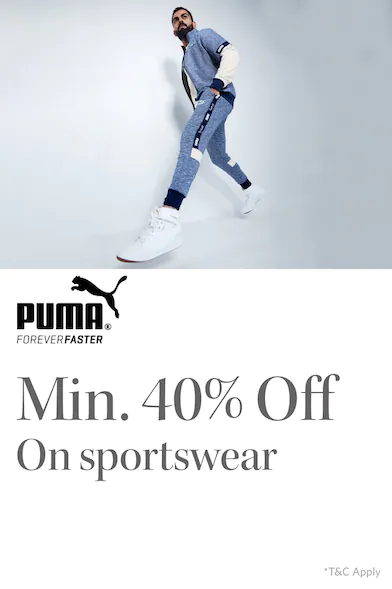 PUMA®
FOREVERFASTER
Min. 40% Off
On sportswear
*T&C Apply